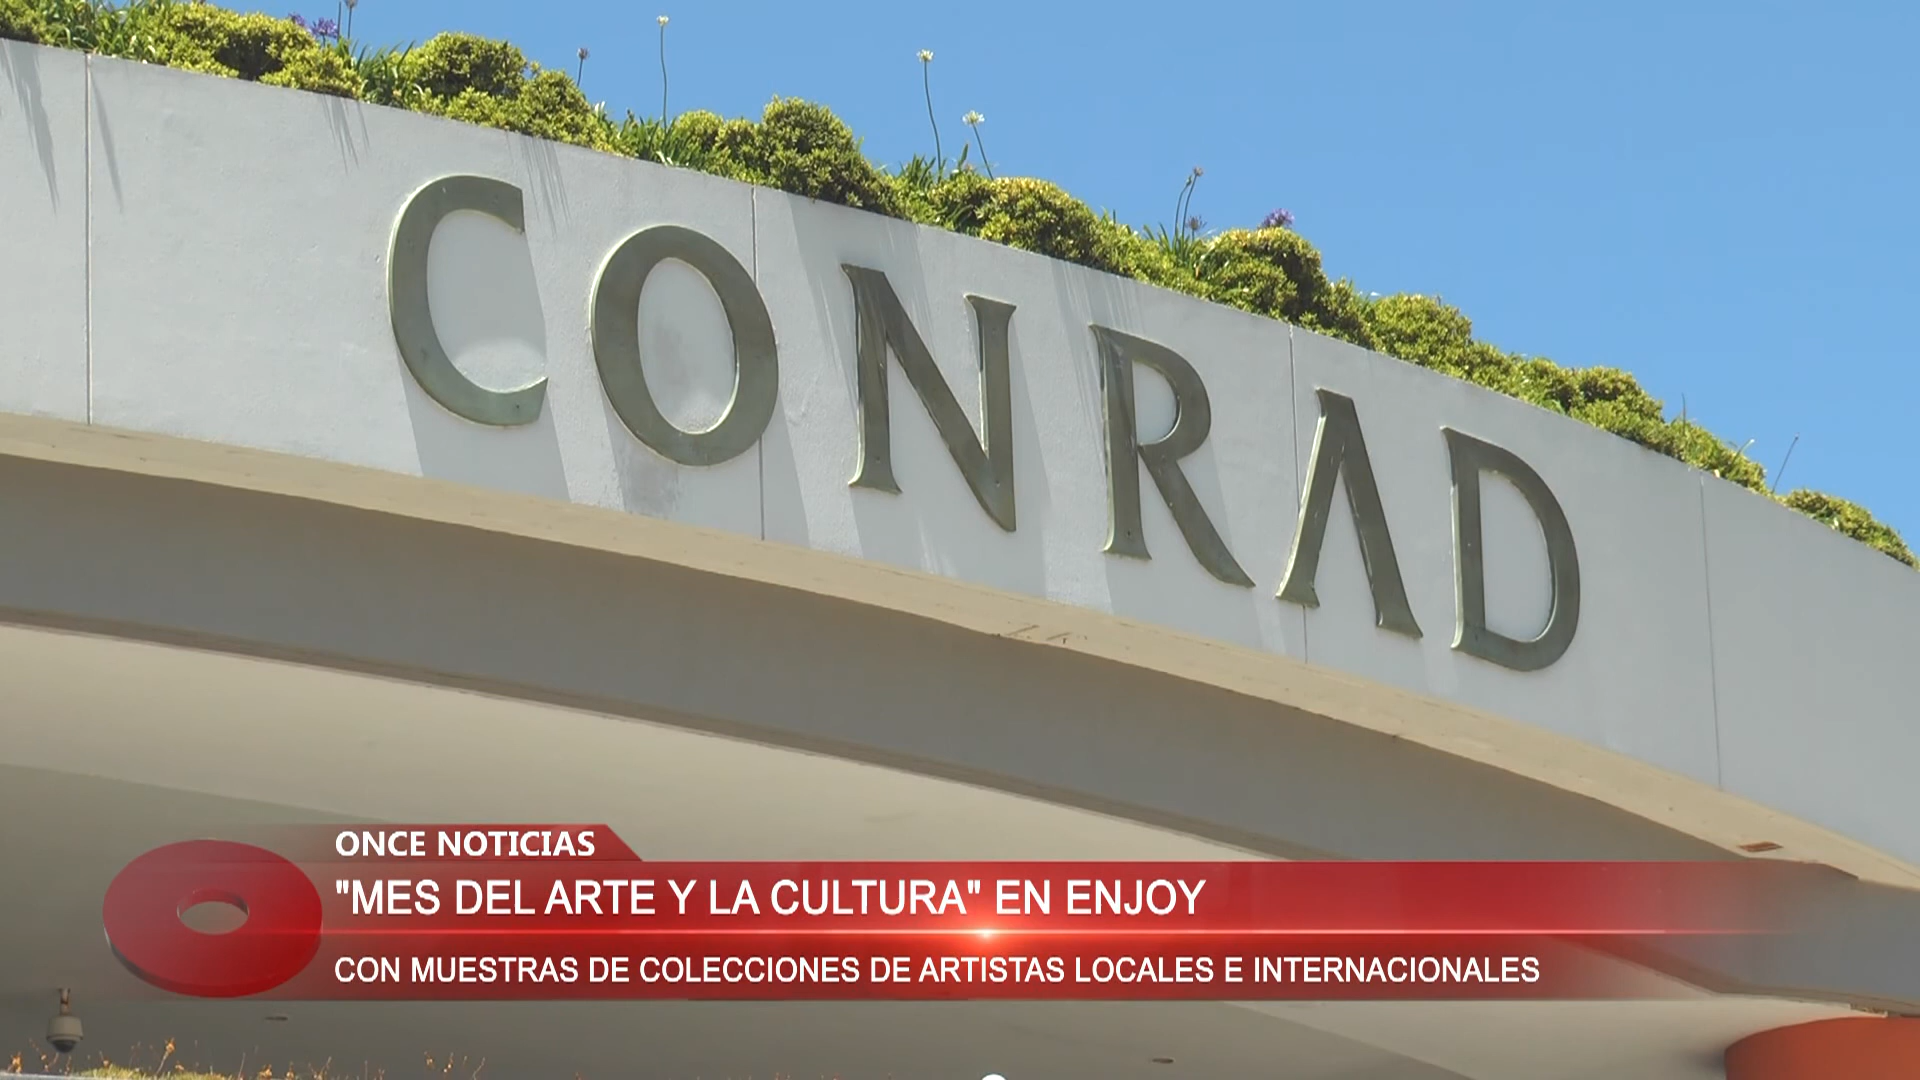 CONRAD
ONCE NOTICIAS
"MES DEL ARTE Y LA CULTURA" EN ENJOY
CON MUESTRAS DE COLECCIONES DE ARTISTAS LOCALES E INTERNACIONALES